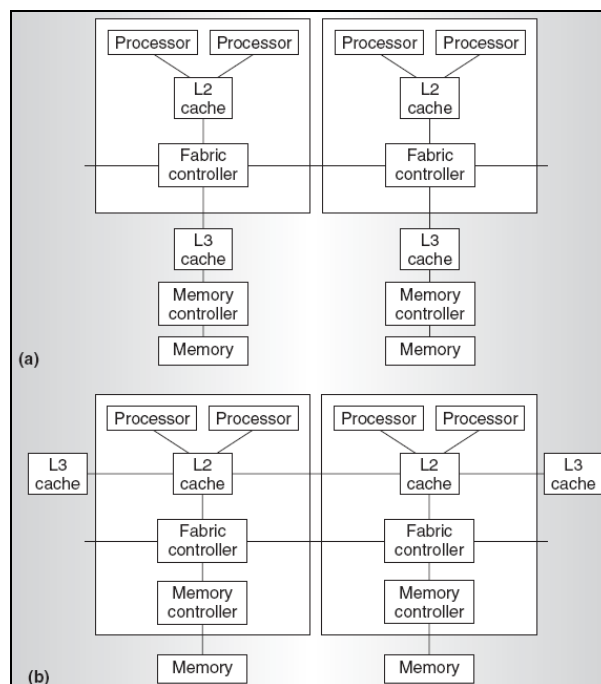 Processor Processor Processor Processor
L2 cache L2 cache
Fabric controller Fabric controller
L3 cache L3 cache
Memory controller Memory controller
Memory Memory
(a)
Processor Processor Processor Processor
L3 cache L2 cache L2 cache L3 cache
Fabric controller Fabric controller
Memory controller Memory controller
Memory Memory
(b)